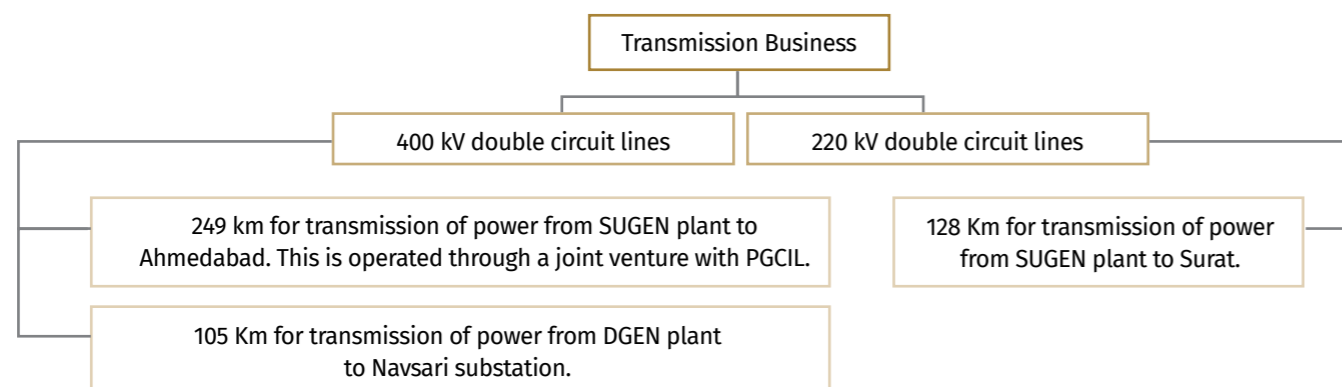 Transmission Business
400 kV double circuit lines
220 kV double circuit lines
249 km for transmission of power from SUGEN plant to
Ahmedabad. This is operated through a joint venture with PGCIL.
128 Km for transmission of power
from SUGEN plant to Surat.
105 Km for transmission of power from DGEN plant
to Navsari substation.